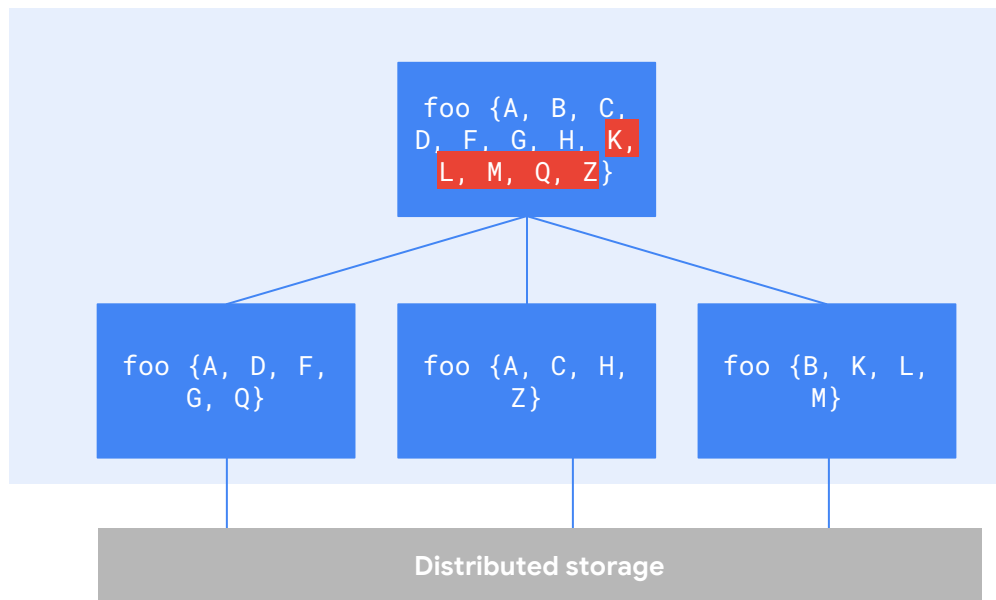 foo {A, B, C,
D, F, G, H, K,
L, M, Q, Z}
foo {A, D, F,
G, Q}
foo {A, C, H,
Z}
foo {B, K, L,
M}
Distributed storage